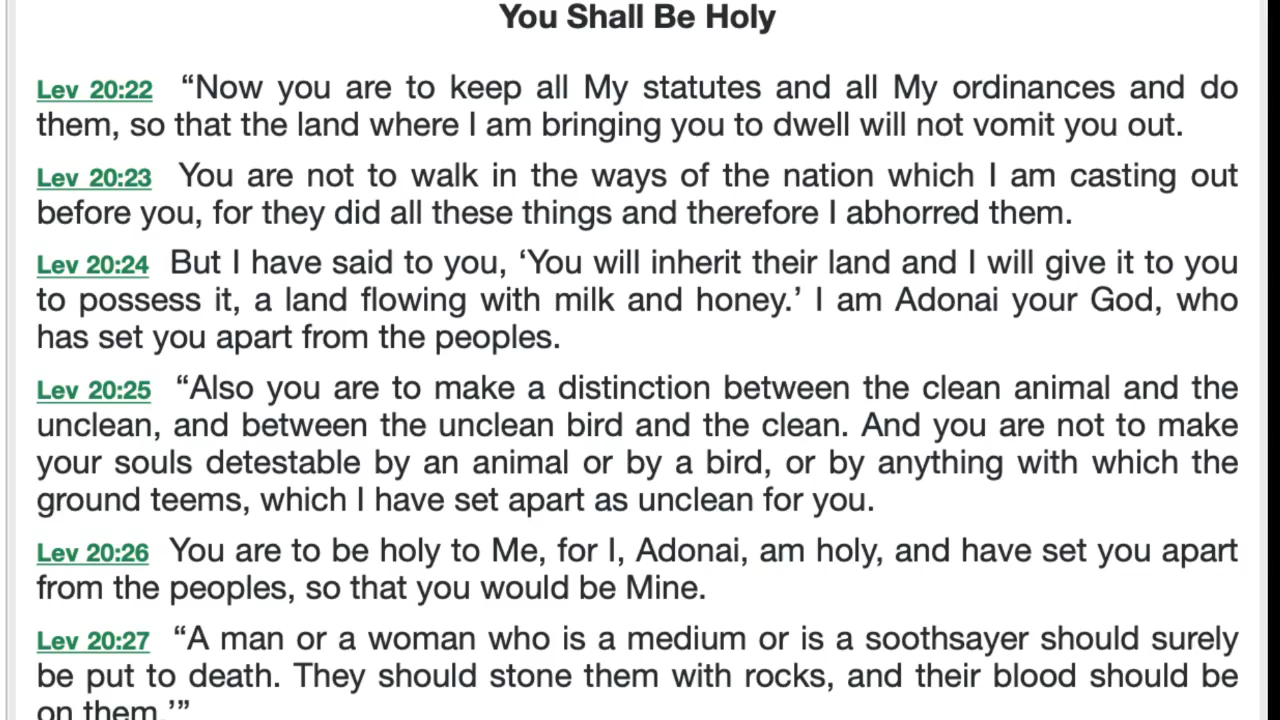 You Shall Be Holy
Lev 20:22 “Now you are to keep all My statutes and all My ordinances and do
them, so that the land where I am bringing you to dwell will not vomit you out.
Lev 20:23 You are not to walk in the ways of the nation which I am casting out
before you, for they did all these things and therefore I abhorred them.
Lev 20:24 But I have said to you, ‘You will inherit their land and I will give it to you
to possess it, a land flowing with milk and honey.’ I am Adonai your God, who
has set you apart from the peoples.
Lev 20:25 “Also you are to make a distinction between the clean animal and the
unclean, and between the unclean bird and the clean. And you are not to make
your souls detestable by an animal or by a bird, or by anything with which the
ground teems, which I have set apart as unclean for you.
Lev 20:26 You are to be holy to Me, for I, Adonai, am holy, and have set you apart
from the peoples, so that you would be Mine.
Lev 20:27 “A man or a woman who is a medium or is a soothsayer should surely
be put to death. They should stone them with rocks, and their blood should be
on them.’”